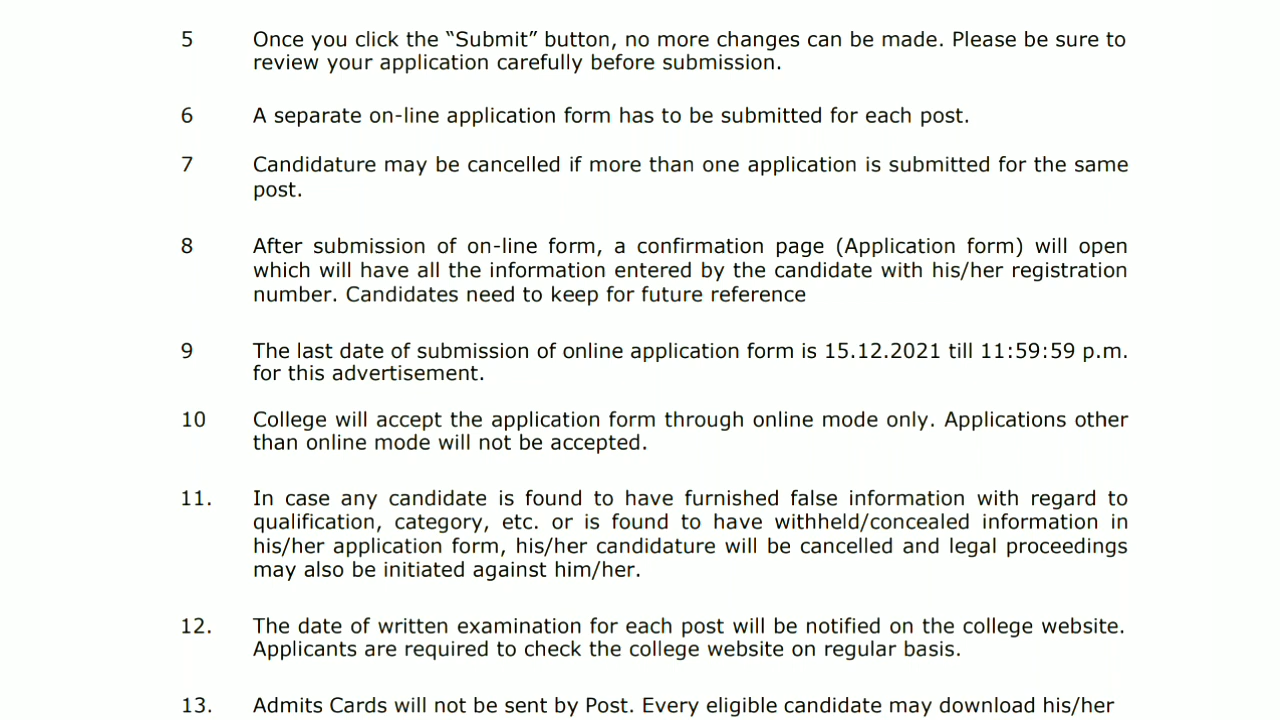 5 Once you click the “Submit” button, no more changes can be made. Please be sure to
review your application carefully before submission.
6 A separate on-line application form has to be submitted for each post.
7 Candidature may be cancelled if more than one application is submitted for the same
post.
8 After submission of on-line form, a confirmation page (Application form) will open
which will have all the information entered by the candidate with his/her registration
number. Candidates need to keep for future reference
9 The last date of submission of online application form is 15.12.2021 till 11:59:59 p.m.
for this advertisement.
10 College will accept the application form through online mode only. Applications other
than online mode will not be accepted.
11. In case any candidate is found to have furnished false information with regard to
qualification, category, etc. or is found to have withheld/concealed information in
his/her application form, his/her candidature will be cancelled and legal proceedings
may also be initiated against him/her.
12. The date of written examination for each post will be notified on the college website.
Applicants are required to check the college website on regular basis.
13. Admits Cards will not be sent by Post. Every eligible candidate may download his/her